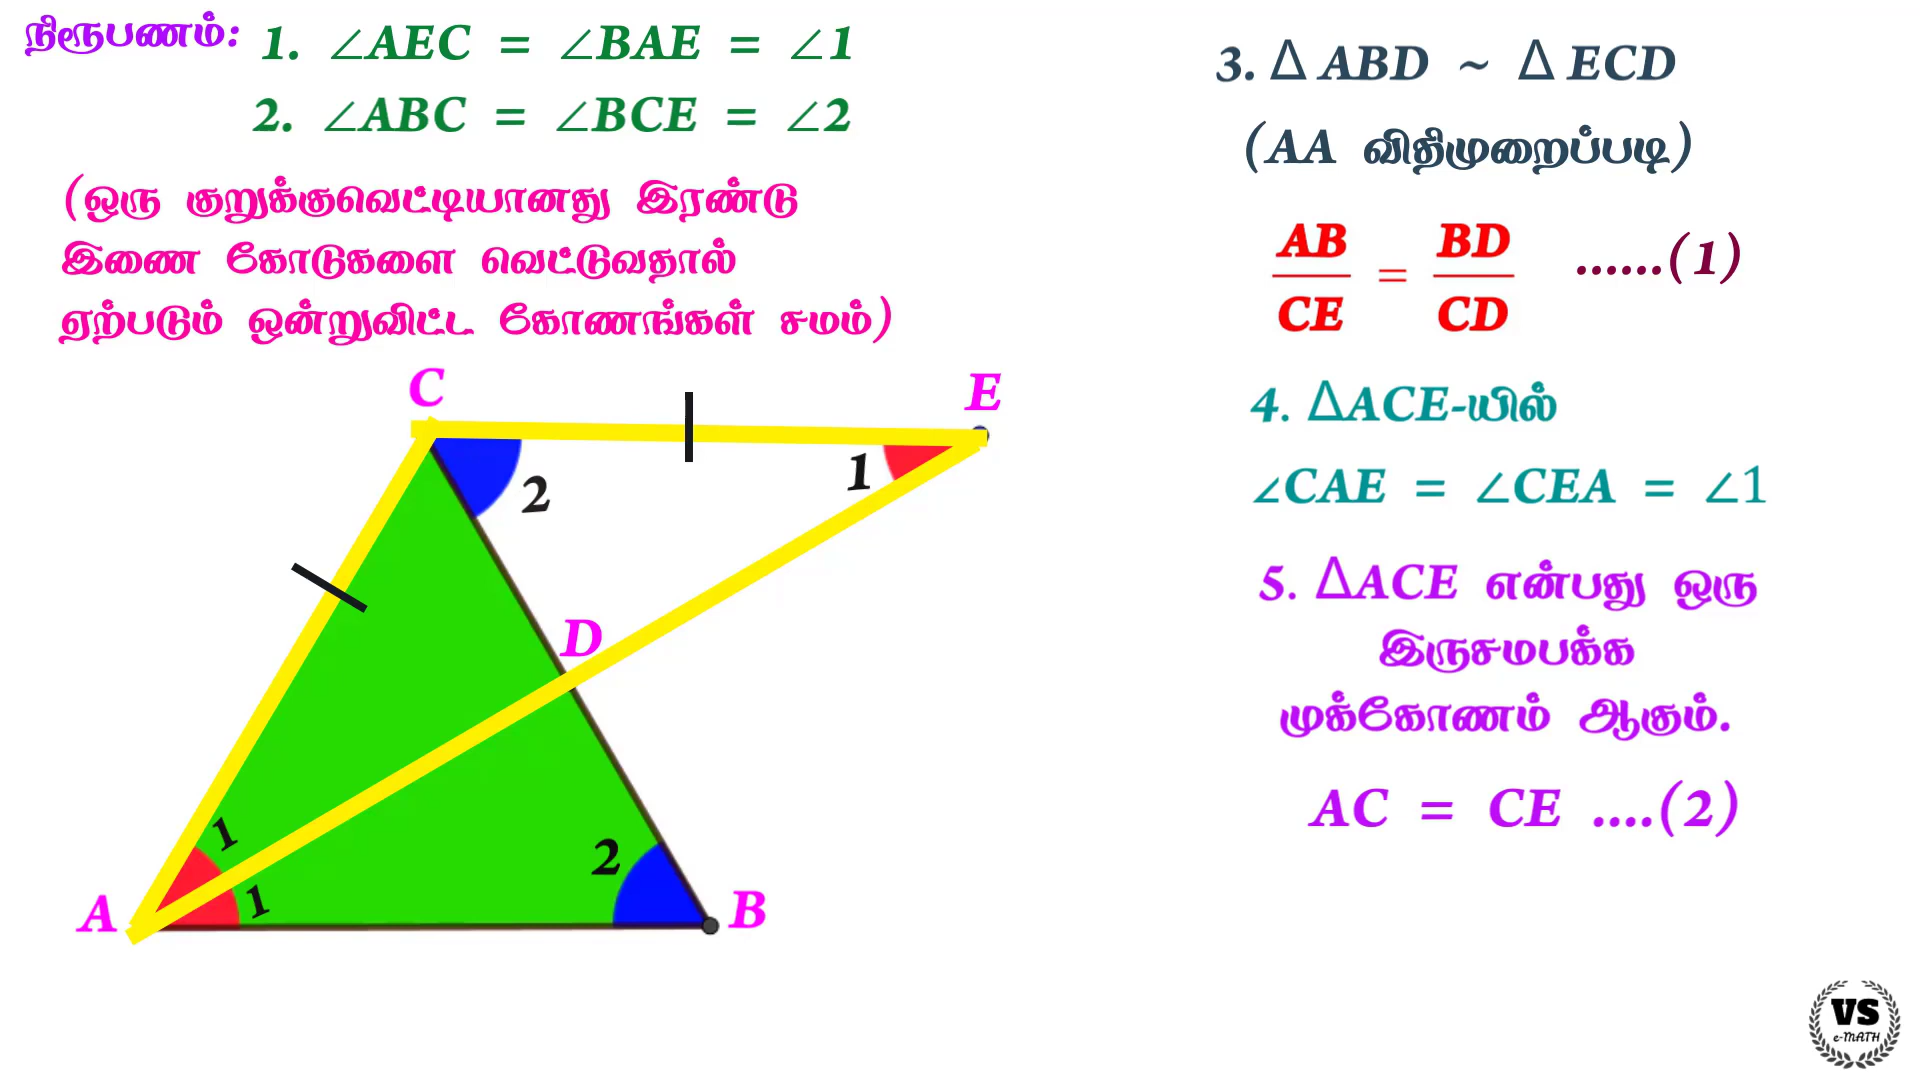 நிரூபணம்: 1. ∠AEC = ∠BAE = ∠1
2. ∠ABC = ∠BCE = ∠2
(ஒரு குறுக்குவெட்டியானது இரண்டு
இணை கோடுகளை வெட்டுவதால்
ஏற்படும் ஒன்றுவிட்ட கோணங்கள் சமம்)
3. Δ ABD ~ Δ ECD
(AA விதிமுறைப்படி)
AB/CE = BD/CD ......(1)
4. ΔACE-யில்
∠CAE = ∠CEA = ∠1
5. ΔACE என்பது ஒரு
இருசமபக்க
முக்கோணம் ஆகும்.
AC = CE ....(2)
C
E
2
1
D
1
2
1
A
B
VS
e-MATH